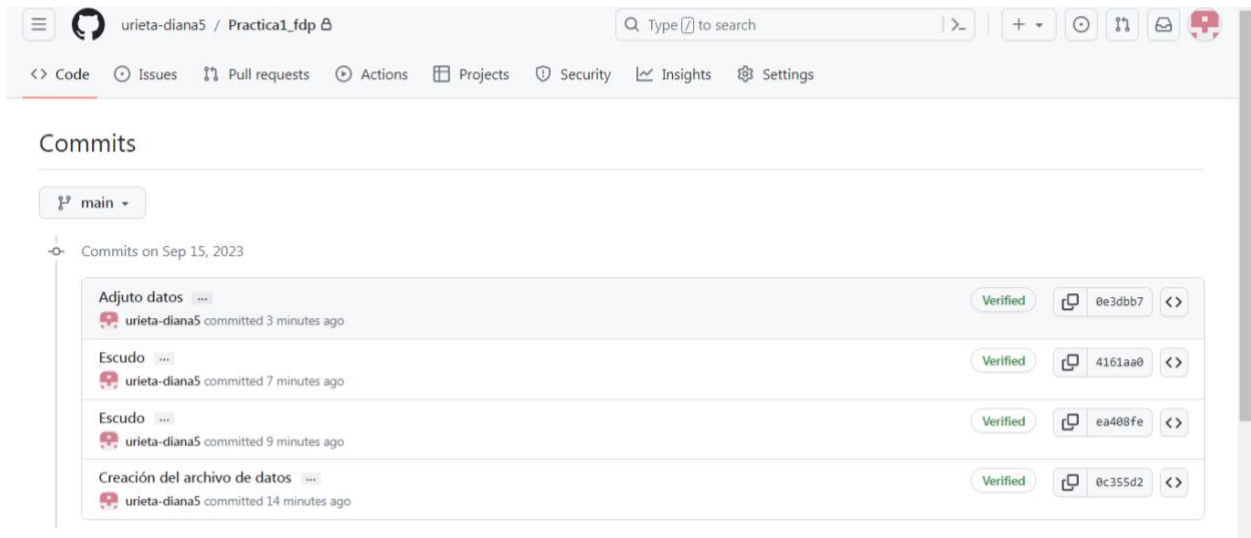 urieta-diana5 / Practica1_fdp
Type / to search
Code Issues Pull requests Actions Projects Security Insights Settings
Commits
main
Commits on Sep 15, 2023
Adjuto datos ...
Verified 0e3dbb7
urieta-diana5 committed 3 minutes ago
Escudo ...
Verified 4161aa0
urieta-diana5 committed 7 minutes ago
Escudo ...
Verified ea408fe
urieta-diana5 committed 9 minutes ago
Creación del archivo de datos ...
Verified 0c355d2
urieta-diana5 committed 14 minutes ago